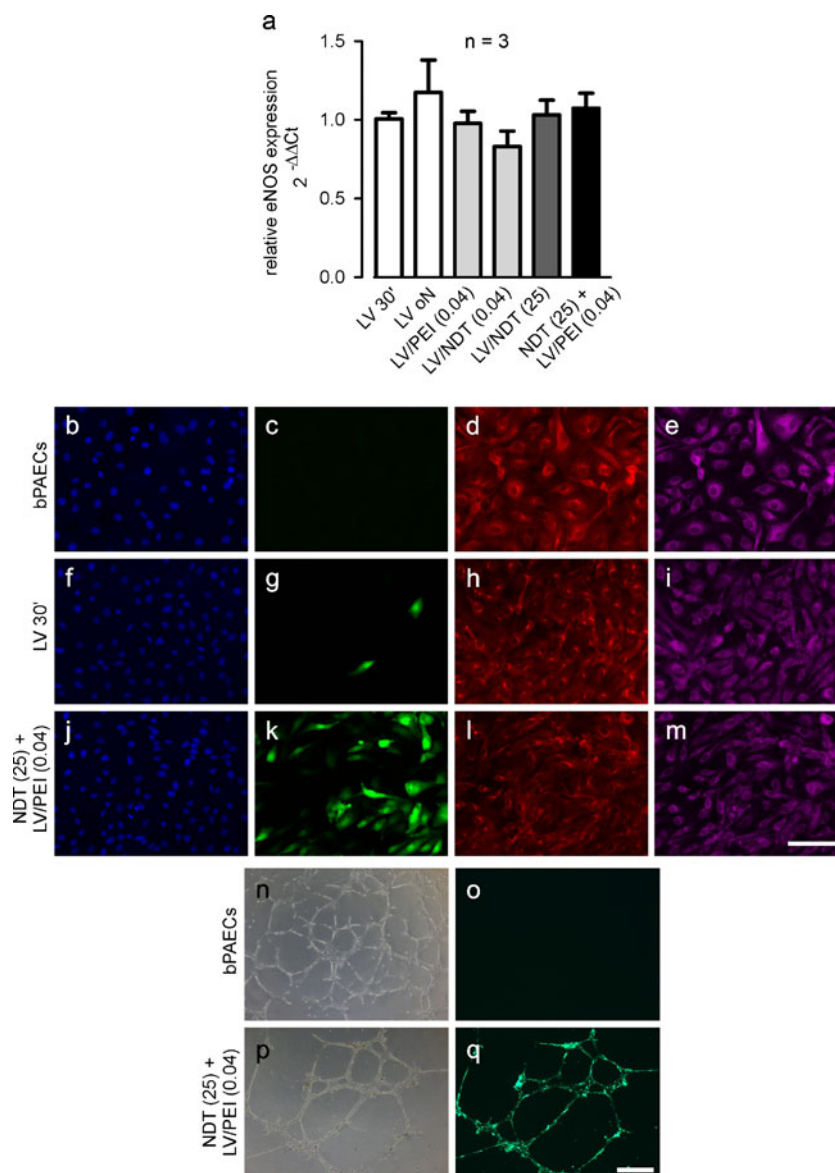 a
n = 3
relative eNOS expression
2 -ΔΔCt
1.5
1.0
0.5
0.0
LV 30'
LV oN
LV/PEI (0.04)
LV/NDT (0.04)
LV/NDT (25)
NDT (25) +
LV/PEI (0.04)
bPAECs
b
c
d
e
LV 30'
f
g
h
i
NDT (25) +
LV/PEI (0.04)
j
k
l
m
bPAECs
n
o
NDT (25) +
LV/PEI (0.04)
p
q